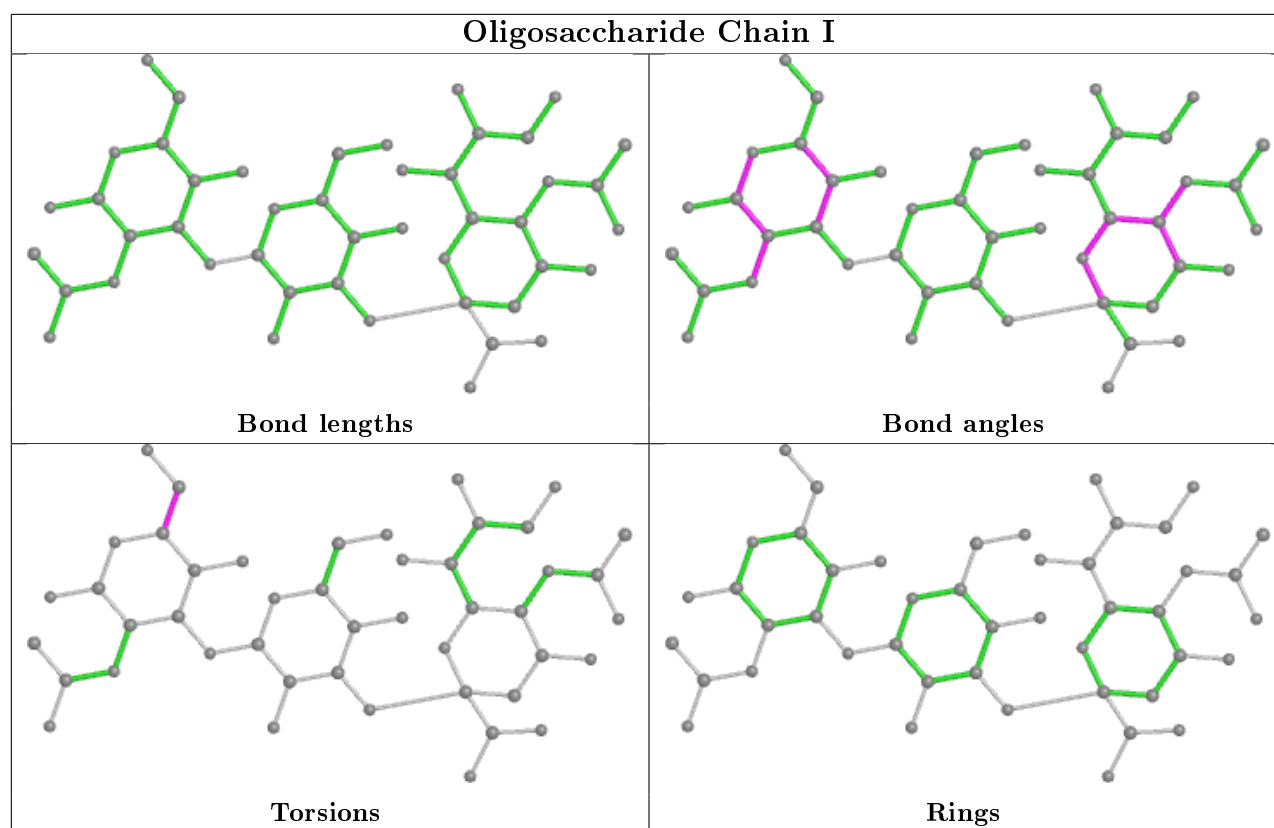 Oligosaccharide Chain I
Bond lengths
Bond angles
Torsions
Rings